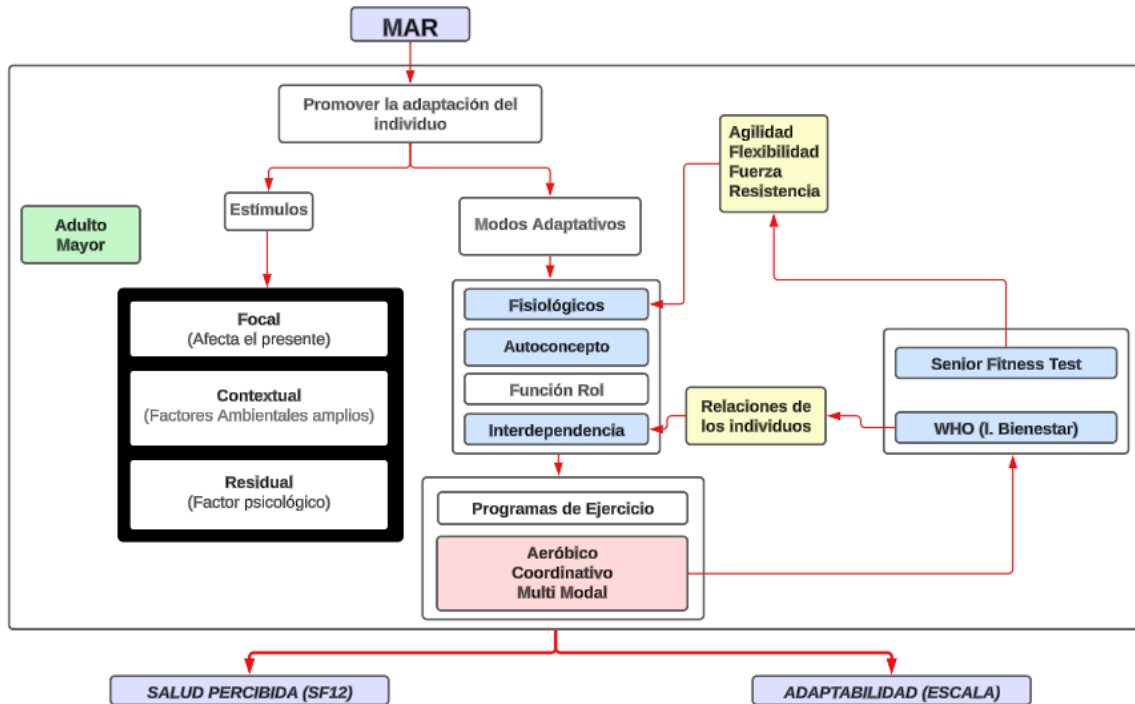 MAR
Promover la adaptación del
individuo
Agilidad
Flexibilidad
Fuerza
Resistencia
Estímulos
Modos Adaptativos
Adulto
Mayor
Focal
(Afecta el presente)
Contextual
(Factores Ambientales amplios)
Residual
(Factor psicológico)
Fisiológicos
Autoconcepto
Función Rol
Interdependencia
Relaciones de
los individuos
Senior Fitness Test
WHO (I. Bienestar)
Programas de Ejercicio
Aeróbico
Coordinativo
Multi Modal
SALUD PERCIBIDA (SF12)
ADAPTABILIDAD (ESCALA)